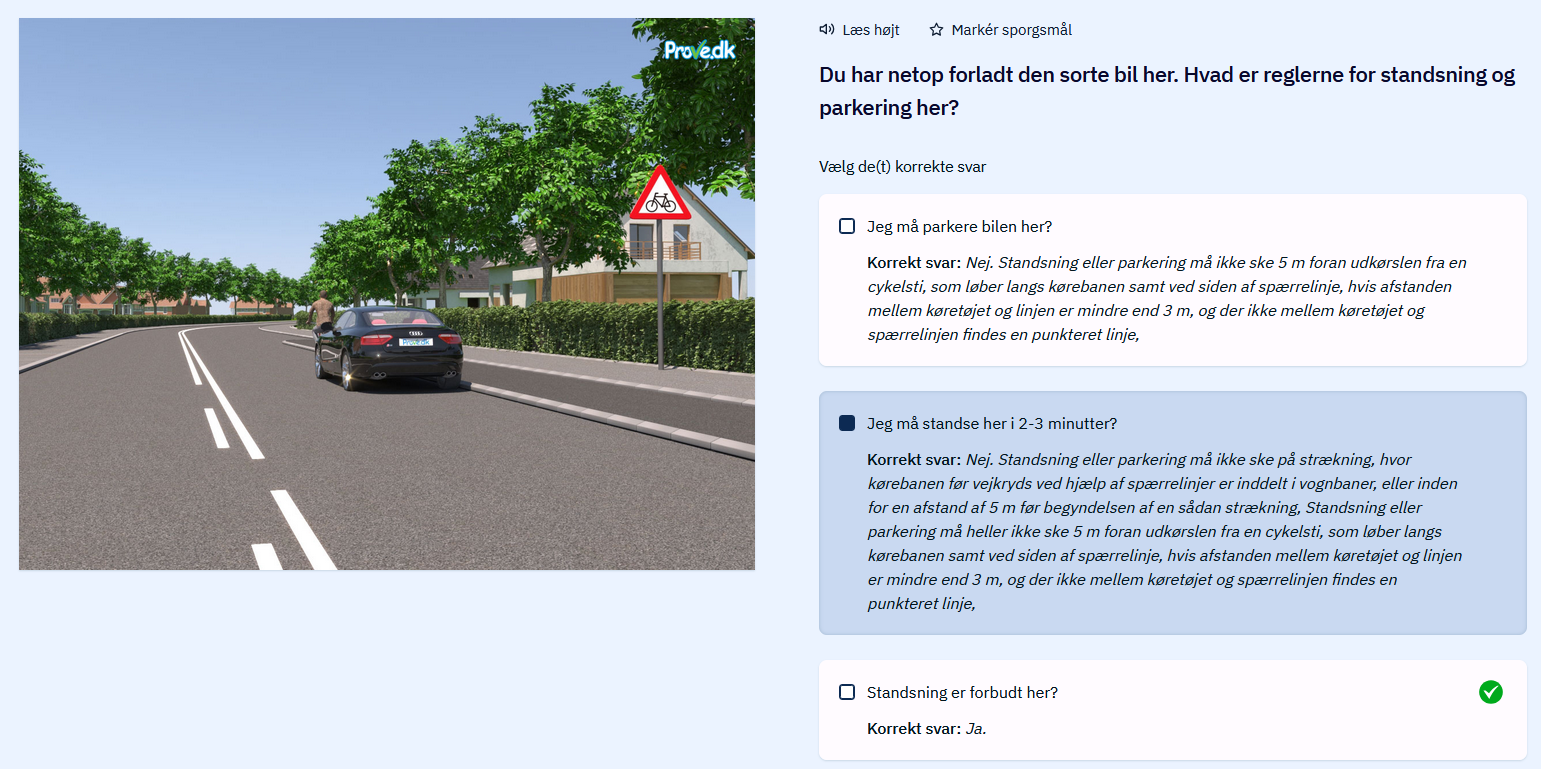 Prove.dk
Prove.dk
Læs højt
Markér sporgsmål
Du har netop forladt den sorte bil her. Hvad er reglerne for standsning og
parkering her?
Vælg de(t) korrekte svar
Jeg må parkere bilen her?
Korrekt svar: Nej. Standsning eller parkering må ikke ske 5 m foran udkørslen fra en
cykelsti, som løber langs kørebanen samt ved siden af spærrelinje, hvis afstanden
mellem køretøjet og linjen er mindre end 3 m, og der ikke mellem køretøjet og
spærrelinjen findes en punkteret linje,
Jeg må standse her i 2-3 minutter?
Korrekt svar: Nej. Standsning eller parkering må ikke ske på strækning, hvor
kørebanen før vejkryds ved hjælp af spærrelinjer er inddelt i vognbaner, eller inden
for en afstand af 5 m før begyndelsen af en sådan strækning, Standsning eller
parkering må heller ikke ske 5 m foran udkørslen fra en cykelsti, som løber langs
kørebanen samt ved siden af spærrelinje, hvis afstanden mellem køretøjet og linjen
er mindre end 3 m, og der ikke mellem køretøjet og spærrelinjen findes en
punkteret linje,
Standsning er forbudt her?
Korrekt svar: Ja.